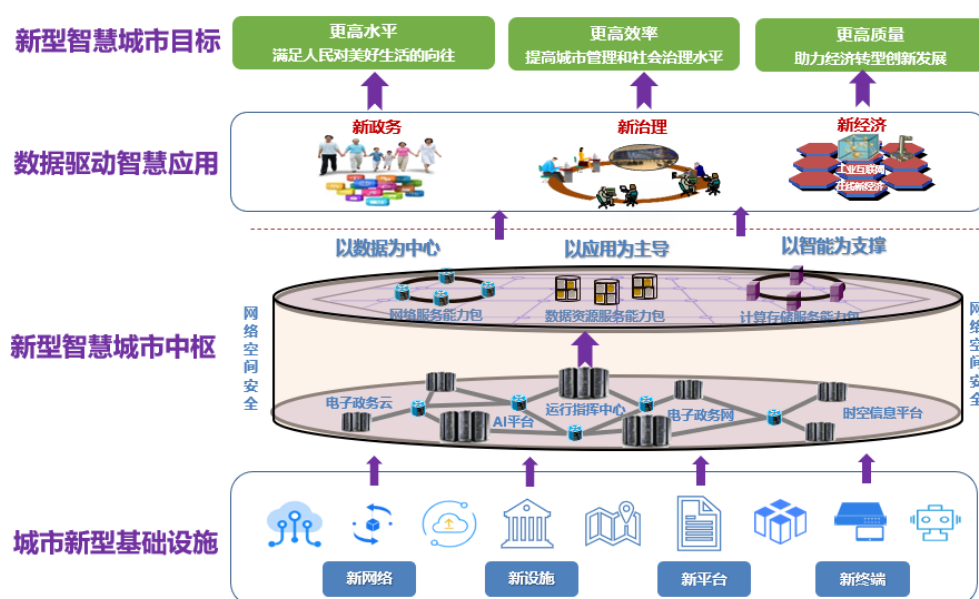 新型智慧城市目标
更高水平
满足人民对美好生活的向往
更高效率
提高城市管理和社会治理水平
更高质量
助力经济转型创新发展
数据驱动智慧应用
新政务
新治理
新经济
工业互联网
在线新经济
以数据为中心
以应用为主导
以智能为支撑
新型智慧城市中枢
网络空间安全
网络服务能力包
数据资源服务能力包
计算存储服务能力包
网络空间安全
电子政务云
AI平台
运行指挥中心
电子政务网
时空信息平台
城市新型基础设施
新网络
新设施
新平台
新终端